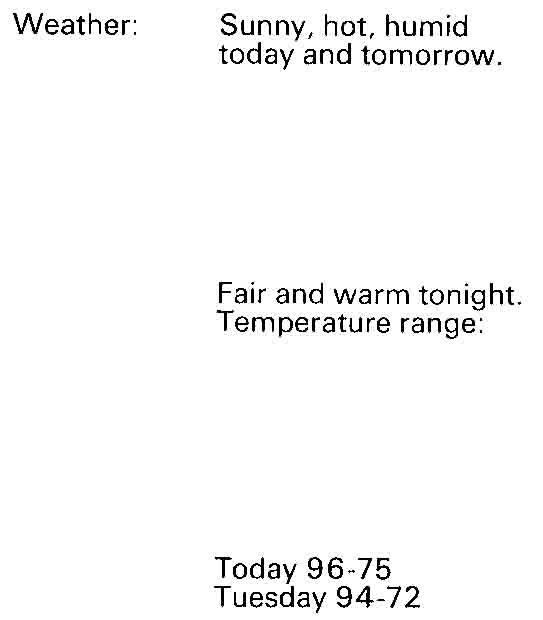 Weather: Sunny, hot, humid
today and tomorrow.
Fair and warm tonight.
Temperature range:
Today 96-75
Tuesday 94-72